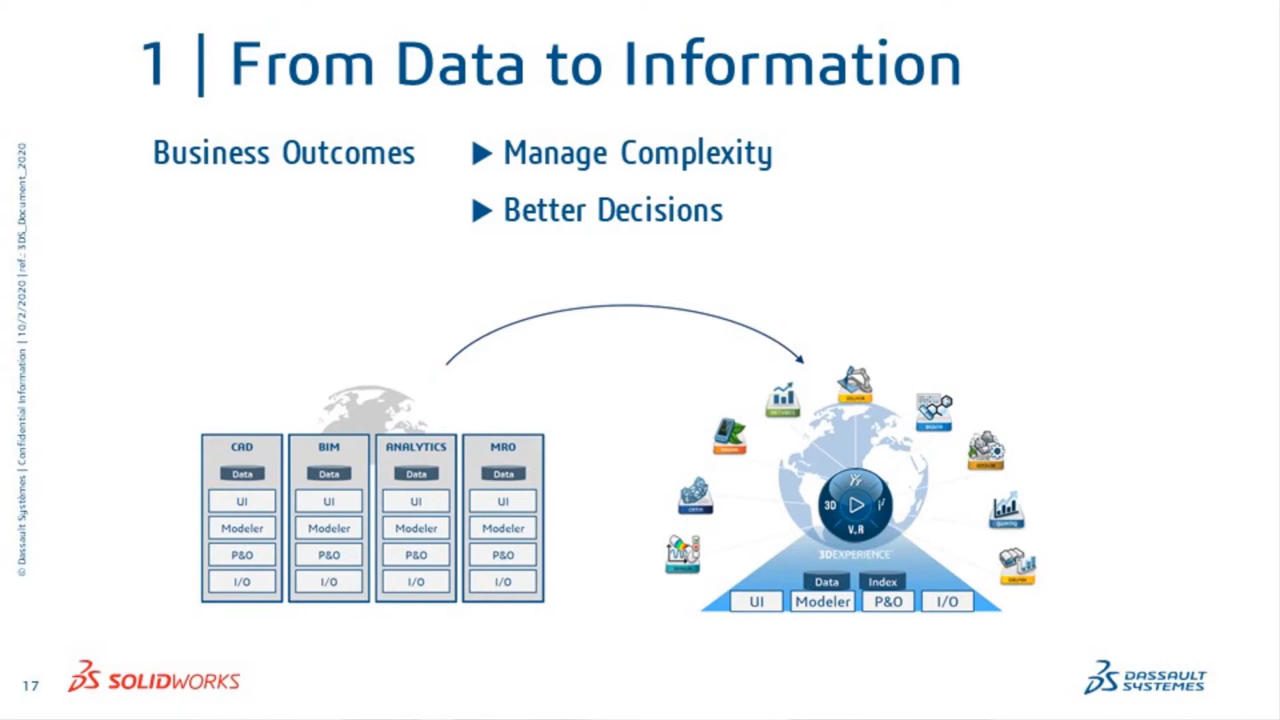 1 | From Data to Information
Business Outcomes
▶ Manage Complexity
▶ Better Decisions
© Dassault Systèmes | Confidential Information | 10/2/2020 | ref.: 3DS_Document_2020
CAD
Data
UI
Modeler
P&O
I/O
BIM
Data
UI
Modeler
P&O
I/O
ANALYTICS
Data
UI
Modeler
P&O
I/O
MRO
Data
UI
Modeler
P&O
I/O
3D
V.R
3DEXPERIENCE
Data Index
UI Modeler P&O I/O
17
SOLIDWORKS
DASSAULT
SYSTEMES